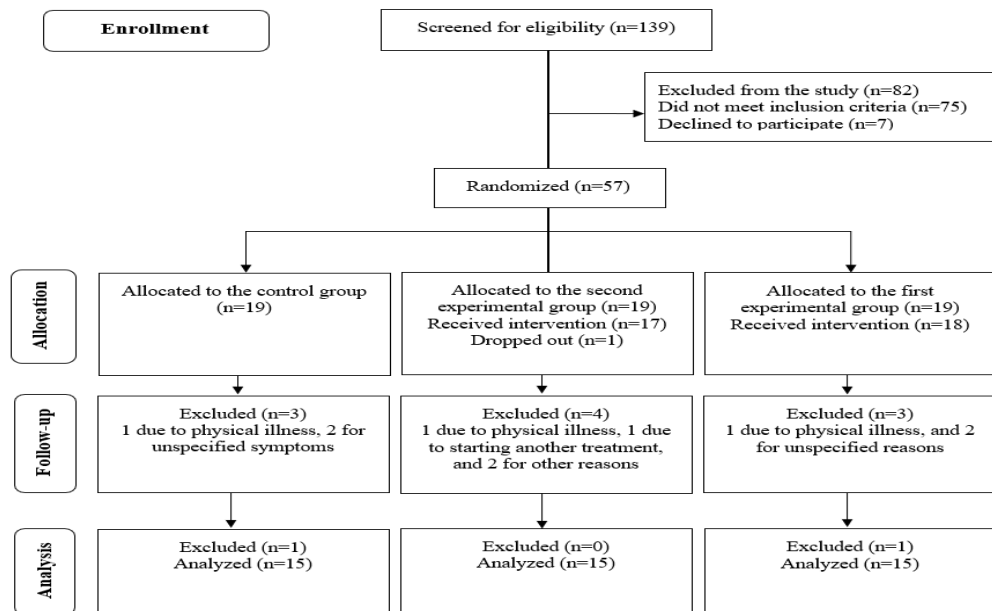 Enrollment
Screened for eligibility (n=139)
Excluded from the study (n=82)
Did not meet inclusion criteria (n=75)
Declined to participate (n=7)
Randomized (n=57)
Allocation
Allocated to the control group
(n=19)
Allocated to the second
experimental group (n=19)
Received intervention (n=17)
Dropped out (n=1)
Allocated to the first
experimental group (n=19)
Received intervention (n=18)
Follow-up
Excluded (n=3)
1 due to physical illness, 2 for
unspecified symptoms
Excluded (n=4)
1 due to physical illness, 1 due
to starting another treatment,
and 2 for other reasons
Excluded (n=3)
1 due to physical illness, and 2
for unspecified reasons
Analysis
Excluded (n=1)
Analyzed (n=15)
Excluded (n=0)
Analyzed (n=15)
Excluded (n=1)
Analyzed (n=15)